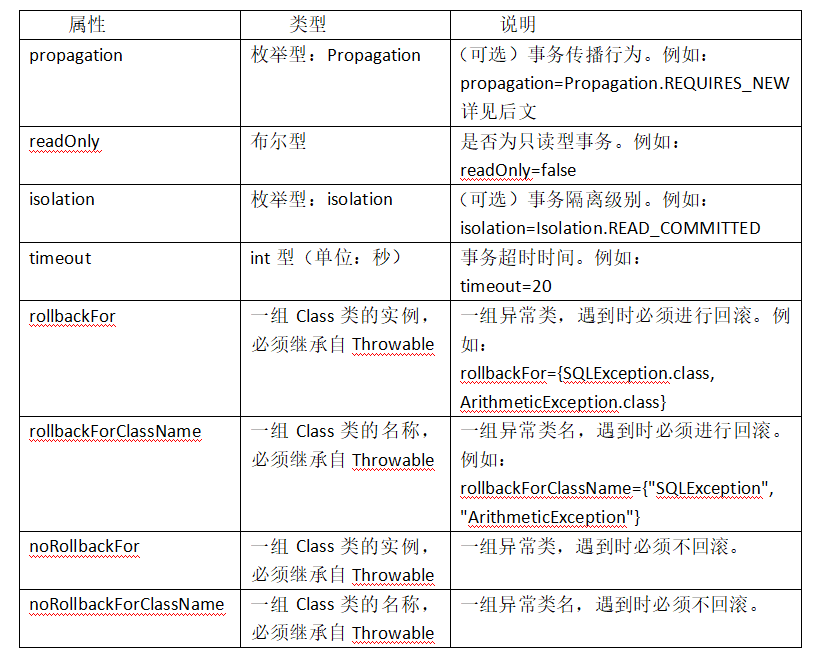 属性 类型 说明
propagation 枚举型：Propagation （可选）事务传播行为。例如：
propagation=Propagation.REQUIRES_NEW
详见后文
readOnly 布尔型 是否为只读型事务。例如：
readOnly=false
isolation 枚举型：isolation （可选）事务隔离级别。例如：
isolation=Isolation.READ_COMMITTED
timeout int 型（单位：秒） 事务超时时间。例如：
timeout=20
rollbackFor 一组 Class 类的实例， 一组异常类，遇到时必须进行回滚。例
必须继承自 Throwable 如：
rollbackFor={SQLException.class,
ArithmeticException.class}
rollbackForClassName 一组 Class 类的名称， 一组异常类名，遇到时必须进行回滚。
必须继承自 Throwable 例如：
rollbackForClassName={"SQLException",
"ArithmeticException"}
noRollbackFor 一组 Class 类的实例， 一组异常类，遇到时必须不回滚。
必须继承自 Throwable
noRollbackForClassName 一组 Class 类的名称， 一组异常类名，遇到时必须不回滚。
必须继承自 Throwable